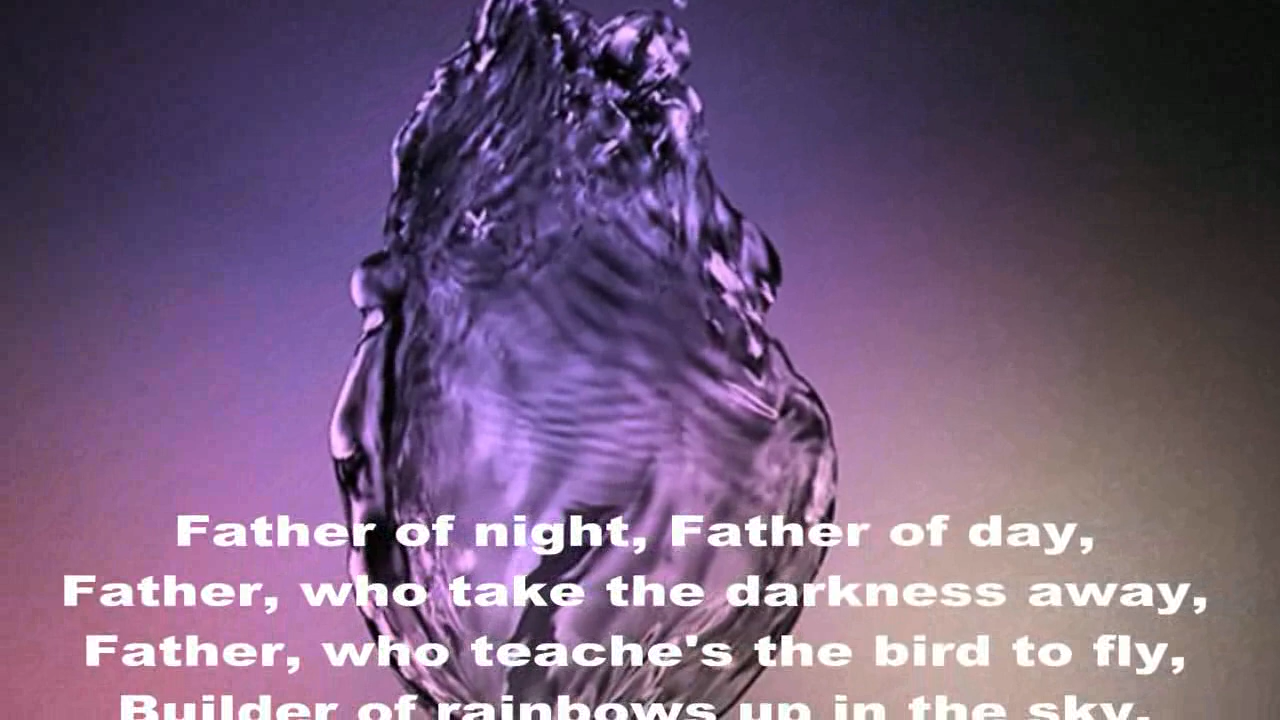 Father of night, Father of day,
Father, who take the darkness away,
Father, who teache's the bird to fly,
Builder of rainbows up in the sky,